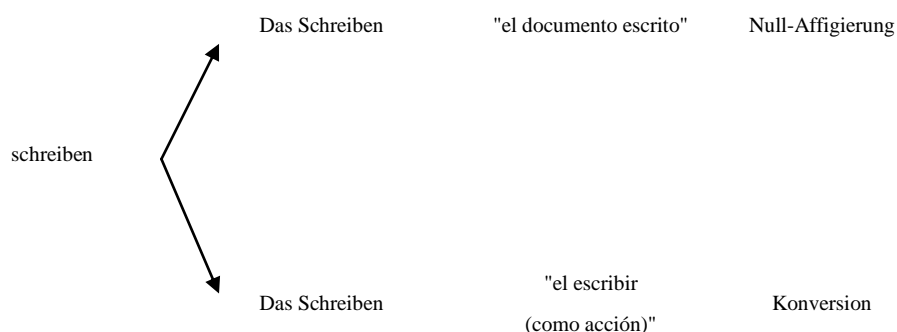 Das Schreiben "el documento escrito" Null-Affigierung
schreiben
Das Schreiben "el escribir
(como acción)" Konversion